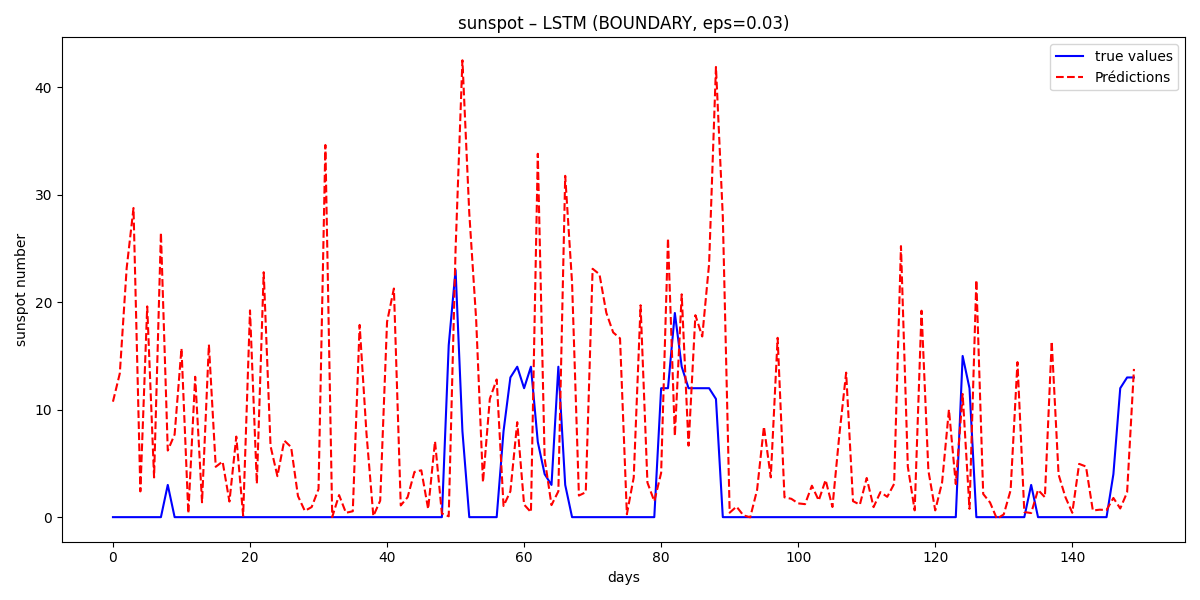 sunspot – LSTM (BOUNDARY, eps=0.03)
true values
Prédictions
sunspot number
40
30
20
10
0
0 20 40 60 80 100 120 140
days